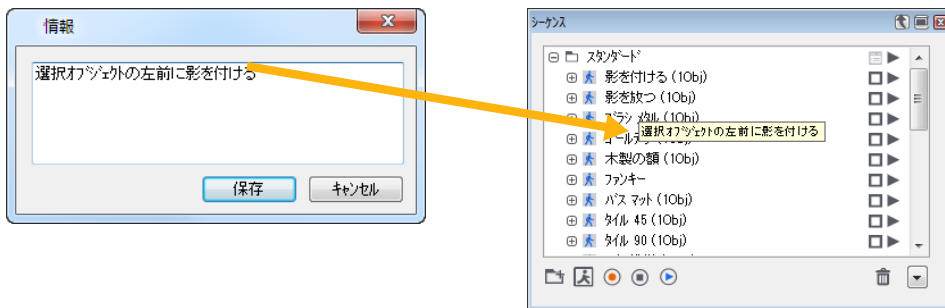 情報
選択オブジェクトの左前に影を付ける
保存
キャンセル
シーケンス
スタンダード
影を付ける (1Obj)
影を放つ (1Obj)
ブラシ メタル (1Obj)
選択オブジェクトの左前に影を付ける
木製の額 (1Obj)
ファンキー
バス マット (1Obj)
タイル 45 (1Obj)
タイル 90 (1Obj)